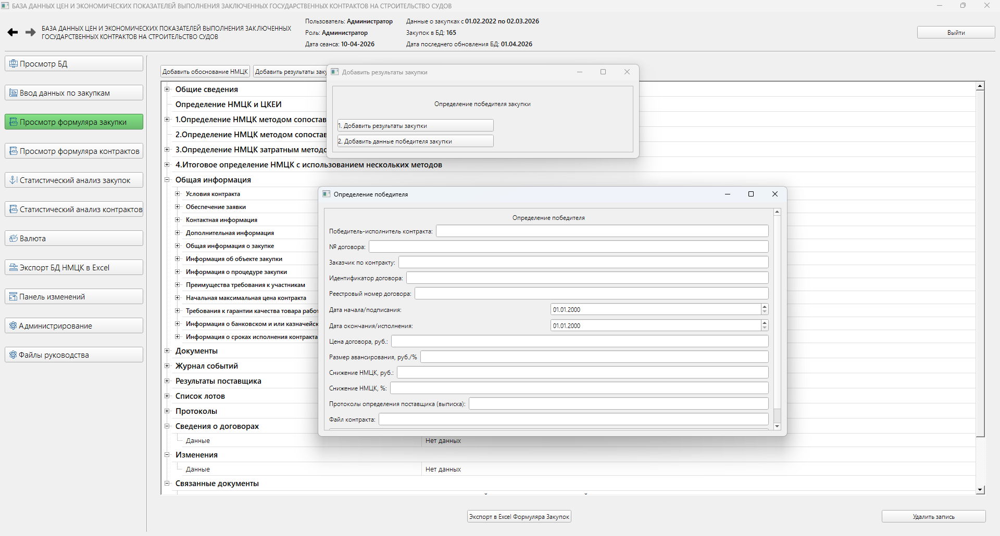 БАЗА ДАННЫХ ЦЕН И ЭКОНОМИЧЕСКИХ ПОКАЗАТЕЛЕЙ ВЫПОЛНЕНИЯ ЗАКЛЮЧЕННЫХ ГОСУДАРСТВЕННЫХ КОНТРАКТОВ НА СТРОИТЕЛЬСТВО СУДОВ
БАЗА ДАННЫХ ЦЕН И ЭКОНОМИЧЕСКИХ ПОКАЗАТЕЛЕЙ ВЫПОЛНЕНИЯ ЗАКЛЮЧЕННЫХ
ГОСУДАРСТВЕННЫХ КОНТРАКТОВ НА СТРОИТЕЛЬСТВО СУДОВ
Пользователь: Администратор
Роль: Администратор
Дата сеанса: 10-04-2026
Данные о закупках с 01.02.2022 по 02.03.2026
Закупок в БД: 165
Дата последнего обновления БД: 01.04.2026
Выйти
Просмотр БД
Ввод данных по закупкам
Просмотр формуляра закупки
Просмотр формуляра контрактов
Статистический анализ закупок
Статистический анализ контрактов
Валюта
Экспорт БД НМЦК в Excel
Панель изменений
Администрирование
Файлы руководства
Добавить обоснование НМЦК
Добавить результаты заку
Общие сведения
Определение НМЦК и ЦКЕИ
1.Определение НМЦК методом сопостав
2.Определение НМЦК методом сопостав
3.Определение НМЦК затратным методо
4.Итоговое определение НМЦК с использованием нескольких методов
Общая информация
Условия контракта
Обеспечение заявки
Контактная информация
Дополнительная информация
Общая информация о закупке
Информация об объекте закупки
Информация о процедуре закупки
Преимущества требования к участникам
Начальная максимальная цена контракта
Требования к гарантии качества товара работ
Информация о банковском и или казначейск
Информация о сроках исполнения контракта
Документы
Журнал событий
Результаты поставщика
Список лотов
Протоколы
Сведения о договорах
Данные Нет данных
Изменения
Данные Нет данных
Связанные документы
Добавить результаты закупки
Определение победителя закупки
1. Добавить результаты закупки
2. Добавить данные победителя закупки
Определение победителя
Определение победителя
Победитель-исполнитель контракта:
№ договора:
Заказчик по контракту:
Идентификатор договора:
Реестровый номер договора:
Дата начала/подписания: 01.01.2000
Дата окончания/исполнения: 01.01.2000
Цена договора, руб.:
Размер авансирования, руб./%
Снижение НМЦК, руб.:
Снижение НМЦК, %:
Протоколы определения поставщика (выписка):
Файл контракта:
Экспорт в Excel Формуляра Закупок
Удалить запись